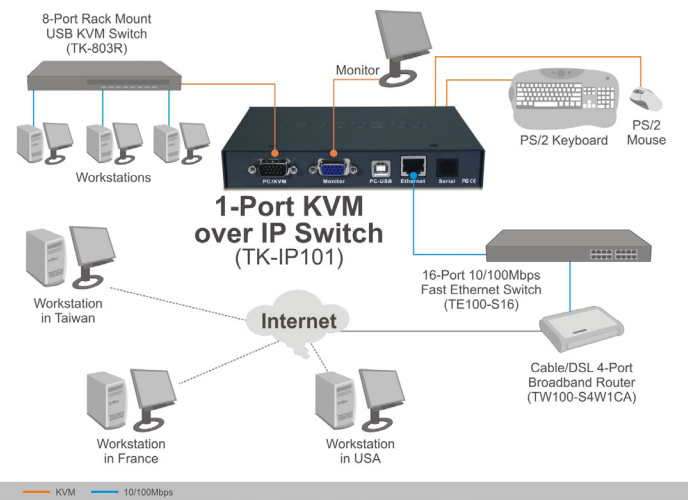 8-Port Rack Mount
USB KVM Switch
(TK-803R)
Monitor
PS/2 Keyboard
PS/2
Mouse
Workstations
PC/KVM
Monitor
PC-USB
Ethernet
Serial
1-Port KVM
over IP Switch
(TK-IP101)
16-Port 10/100Mbps
Fast Ethernet Switch
(TE100-S16)
Workstation
in Taiwan
Internet
Cable/DSL 4-Port
Broadband Router
(TW100-S4W1CA)
Workstation
in France
Workstation
in USA
KVM
10/100Mbps